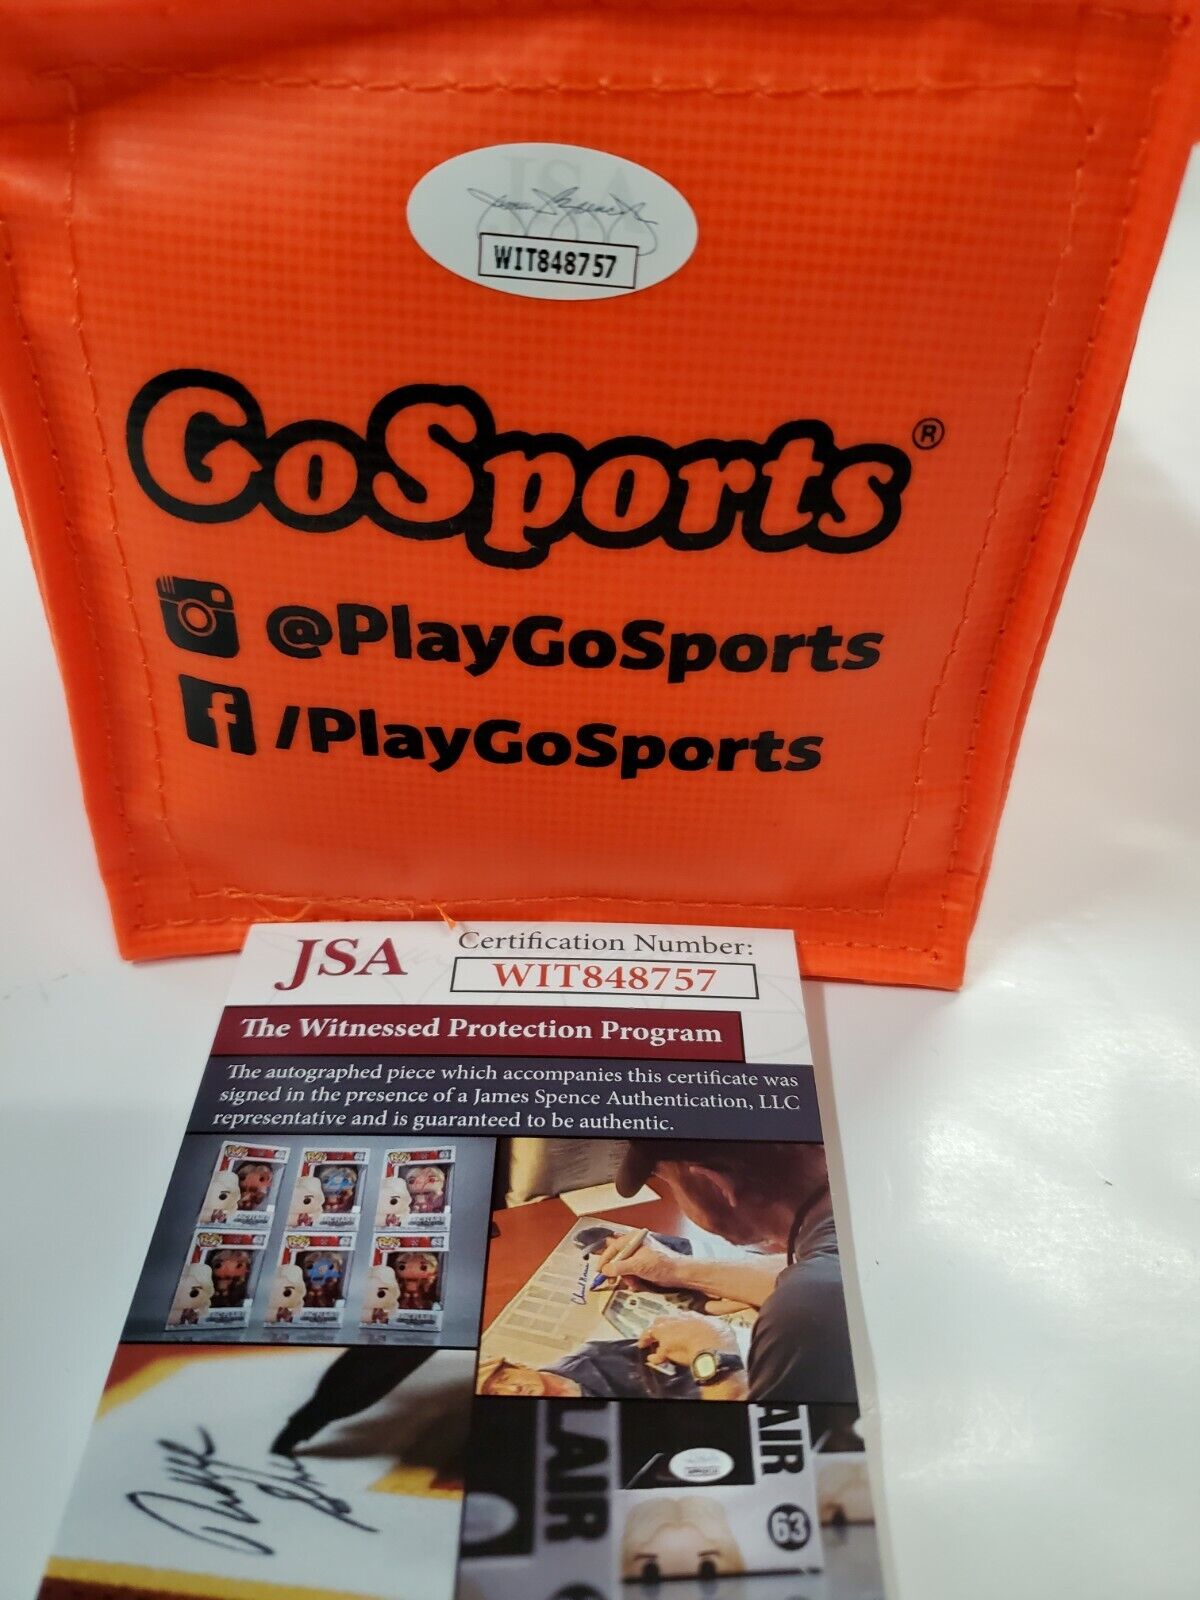 JSA
WIT848757
GoSports®
@PlayGoSports
/PlayGoSports
JSA
Certification Number:
WIT848757
The Witnessed Protection Program
The autographed piece which accompanies this certificate was
signed in the presence of a James Spence Authentication, LLC
representative and is guaranteed to be authentic.
LAIR
AIR
63